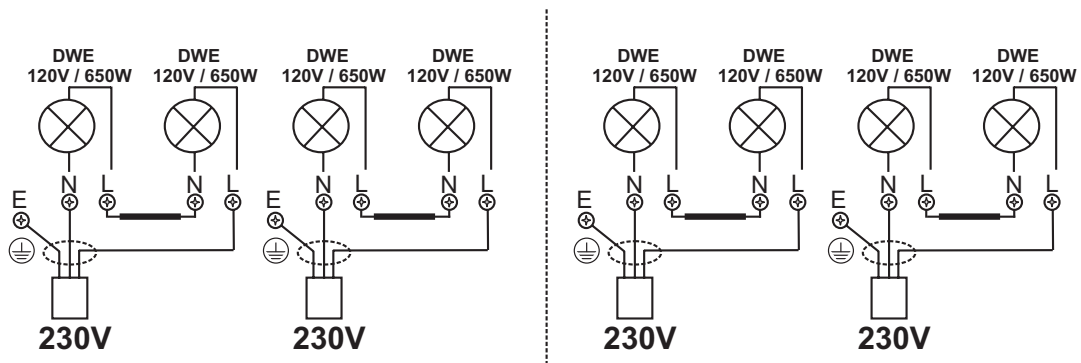 DWE DWE DWE DWE DWE DWE DWE DWE
120V / 650W 120V / 650W 120V / 650W 120V / 650W 120V / 650W 120V / 650W 120V / 650W 120V / 650W
N L N L N L N L N L N L N L N L
E E E E
230V 230V 230V 230V